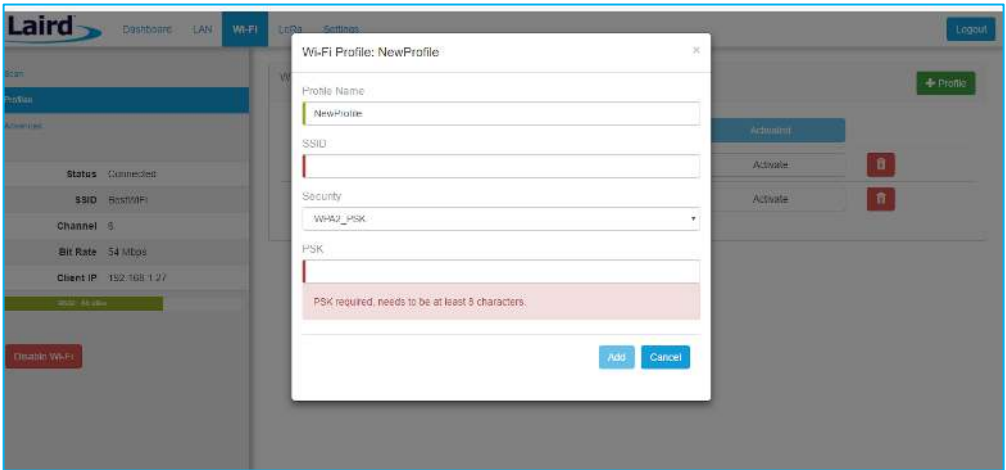 Laird Dashboard LAN Wi-Fi LoRa Settings Logout
Scan
Profiles
Advanced
Status Connected
SSID BestWiFi
Channel 6
Bit Rate 54 Mbps
Client IP 192.168.1.27
Disable Wi-Fi
+ Profile
Activated
Activate
Activate
Wi-Fi Profile: NewProfile ×
Profile Name
NewProfile
SSID
Security
WPA2_PSK
PSK
PSK required, needs to be at least 8 characters.
Add Cancel